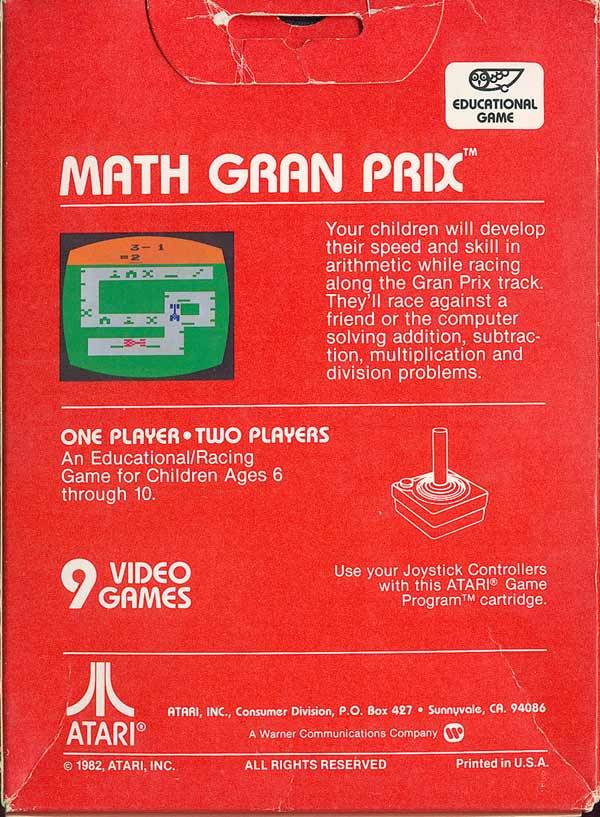 EDUCATIONAL
GAME
MATH GRAN PRIX™
3 - 1
=2
Your children will develop
their speed and skill in
arithmetic while racing
along the Gran Prix track.
They'll race against a
friend or the computer
solving addition, subtrac-
tion, multiplication and
division problems.
ONE PLAYER • TWO PLAYERS
An Educational/Racing
Game for Children Ages 6
through 10.
9 VIDEO
GAMES
Use your Joystick Controllers
with this ATARI® Game
Program™ cartridge.
ATARI®
ATARI, INC., Consumer Division, P.O. Box 427 • Sunnyvale, CA. 94086
A Warner Communications Company
© 1982, ATARI, INC.
ALL RIGHTS RESERVED
Printed in U.S.A.